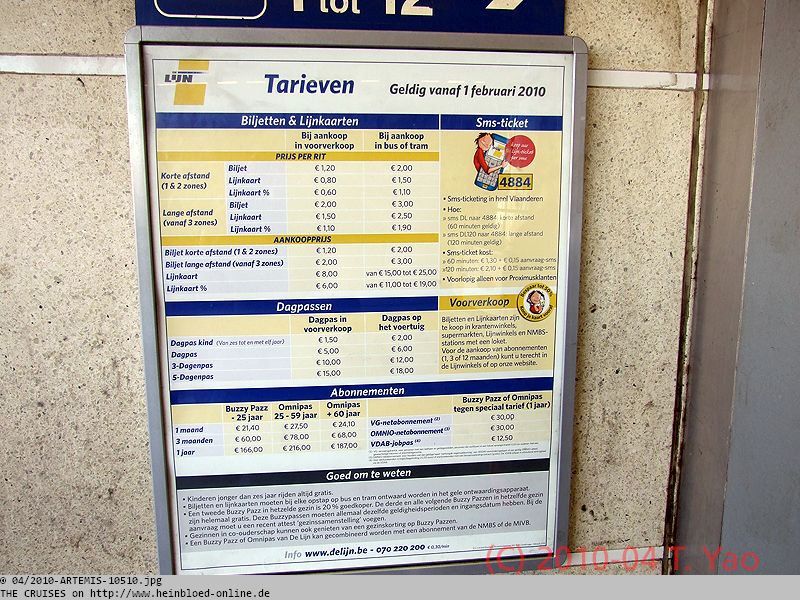 1 tot 12
LIJN
Tarieven
Geldig vanaf 1 februari 2010
Biljetten & Lijnkaarten
Bij aankoop in voorverkoop
Bij aankoop in bus of tram
PRIJS PER RIT
Korte afstand (1 & 2 zones)
Biljet € 1,20 € 2,00
Lijnkaart € 0,80 € 1,50
Lijnkaart % € 0,60 € 1,10
Lange afstand (vanaf 3 zones)
Biljet € 2,00 € 3,00
Lijnkaart € 1,50 € 2,50
Lijnkaart % € 1,10 € 1,90
AANKOOPPRIJS
Biljet korte afstand (1 & 2 zones) € 1,20 € 2,00
Biljet lange afstand (vanaf 3 zones) € 2,00 € 3,00
Lijnkaart € 8,00 van € 15,00 tot € 25,00
Lijnkaart % € 6,00 van € 11,00 tot € 19,00
Sms-ticket
koop uw Lijn-ticket per sms
4884
• Sms-ticketing in heel Vlaanderen
• Hoe:
» sms DL naar 4884: korte afstand
(60 minuten geldig)
» sms DL120 naar 4884: lange afstand
(120 minuten geldig)
• Sms-ticket kost:
» 60 minuten: € 1,30 + € 0,15 aanvraag-sms
» 120 minuten: € 2,10 + € 0,15 aanvraag-sms
• Voorlopig alleen voor Proximusklanten
Dagpassen
Dagpas in voorverkoop
Dagpas op het voertuig
Dagpas kind (Van zes tot en met elf jaar) € 1,50 € 2,00
Dagpas € 5,00 € 6,00
3-Dagenpas € 10,00 € 12,00
5-Dagenpas € 15,00 € 18,00
Voorverkoop
Biljetten en Lijnkaarten zijn
te koop in krantenwinkels,
supermarkten, Lijnwinkels en NMBS-
stations met een loket.
Voor de aankoop van abonnementen
(1, 3 of 12 maanden) kunt u terecht in
de Lijnwinkels of op onze website.
Abonnementen
Buzzy Pazz - 25 jaar
Omnipas 25 - 59 jaar
Omnipas + 60 jaar
Buzzy Pazz of Omnipas tegen speciaal tarief (1 jaar)
1 maand € 21,40 € 27,50 € 24,10
3 maanden € 60,00 € 78,00 € 68,00
1 jaar € 166,00 € 216,00 € 187,00
VG-netabonnement (2) € 30,00
OMNIO-netabonnement (3) € 30,00
VDAB-jobpas (4) € 12,50
Goed om te weten
• Kinderen jonger dan zes jaar rijden altijd gratis.
• Biljetten en lijnkaarten moeten bij elke opstap op bus en tram ontwaard worden in het gele ontwaardingsapparaat.
• Een tweede Buzzy Pazz in hetzelfde gezin is 20 % goedkoper. De derde en alle volgende Buzzy Pazzen in hetzelfde gezin
zijn helemaal gratis. Deze Buzzypassen moeten allemaal dezelfde geldigheidsperiode en ingangsdatum hebben. Bij de
aanvraag moet u een recent attest 'gezinssamenstelling' voegen.
• Gezinnen in co-ouderschap kunnen ook genieten van een gezinskorting op Buzzy Pazzen.
• Een Buzzy Pazz of Omnipas van De Lijn kan gecombineerd worden met een abonnement van de NMBS of de MIVB.
Info www.delijn.be - 070 220 200 € 0,30/min
(C) 2010-04 T. Yao
@ 04/2010-ARTEMIS-10510.jpg
THE CRUISES on http://www.heinbloed-online.de